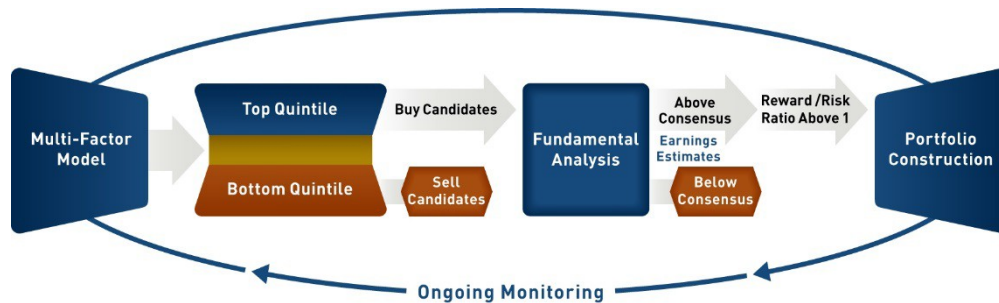 Multi-Factor
Model
Top Quintile
Bottom Quintile
Buy Candidates
Sell
Candidates
Fundamental
Analysis
Above
Consensus
Earnings
Estimates
Below
Consensus
Reward /Risk
Ratio Above 1
Portfolio
Construction
Ongoing Monitoring